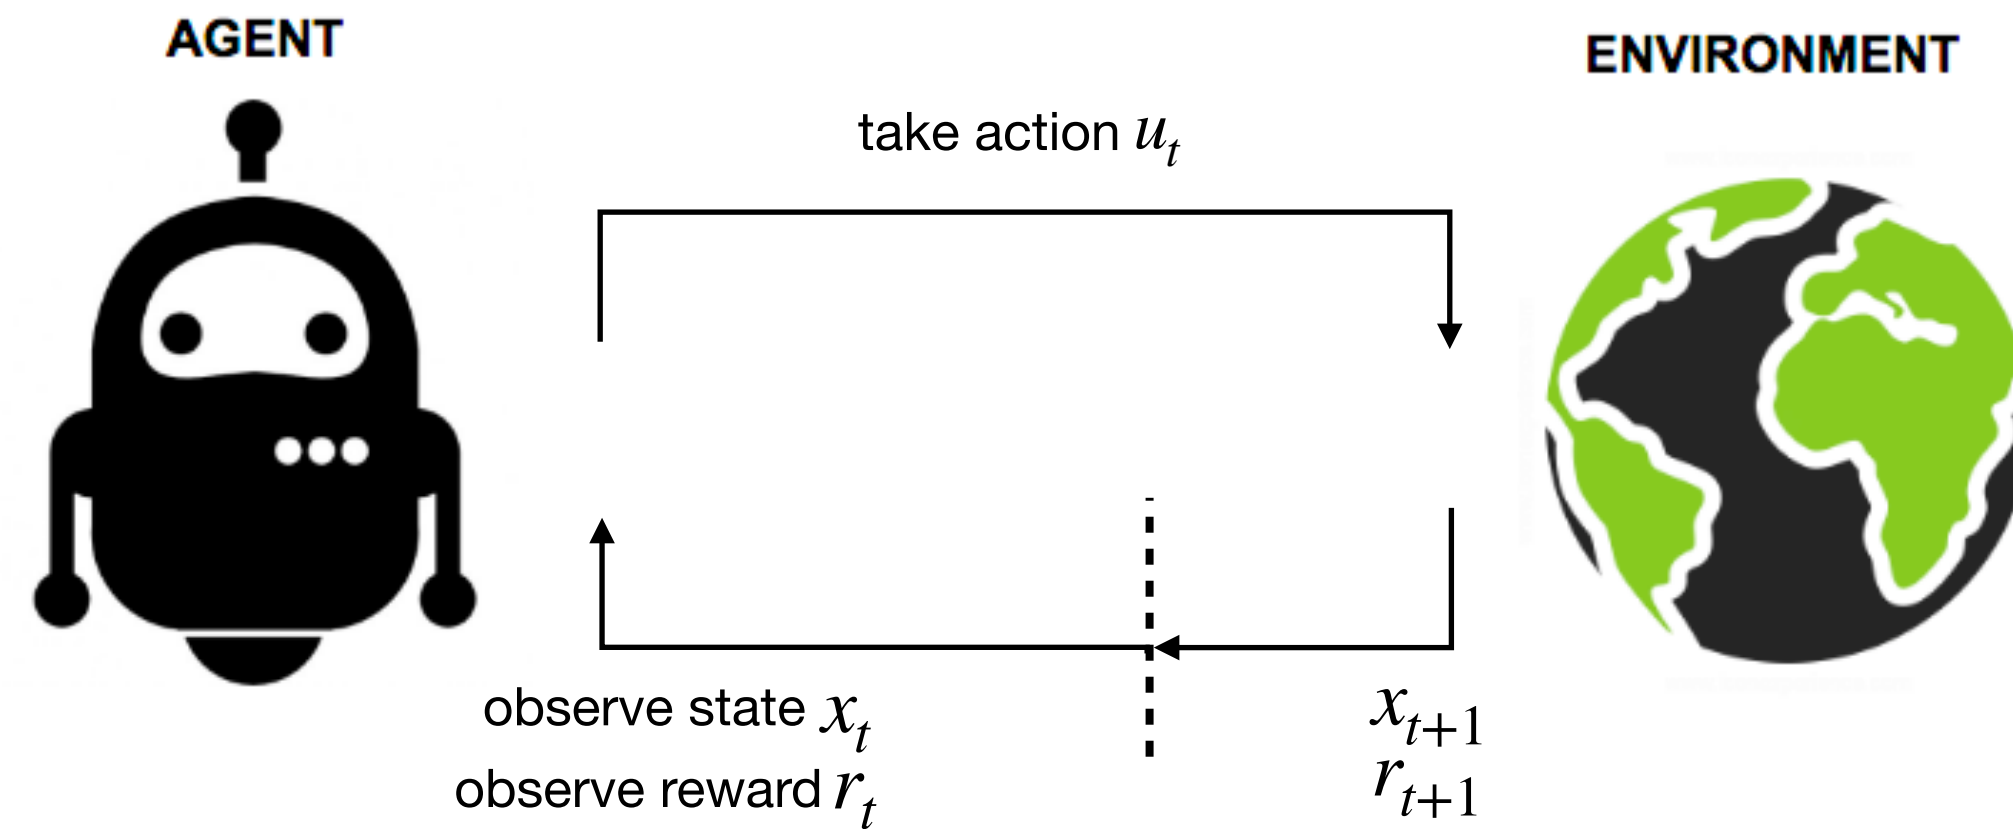 AGENT
ENVIRONMENT
take action u_t
observe state x_t
x_{t+1}
observe reward r_t
r_{t+1}